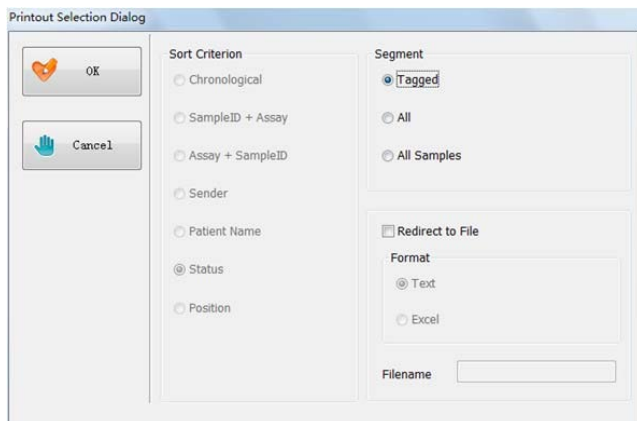 Printout Selection Dialog
OK
Cancel
Sort Criterion
Chronological
SampleID + Assay
Assay + SampleID
Sender
Patient Name
Status
Position
Segment
Tagged
All
All Samples
Redirect to File
Format
Text
Excel
Filename